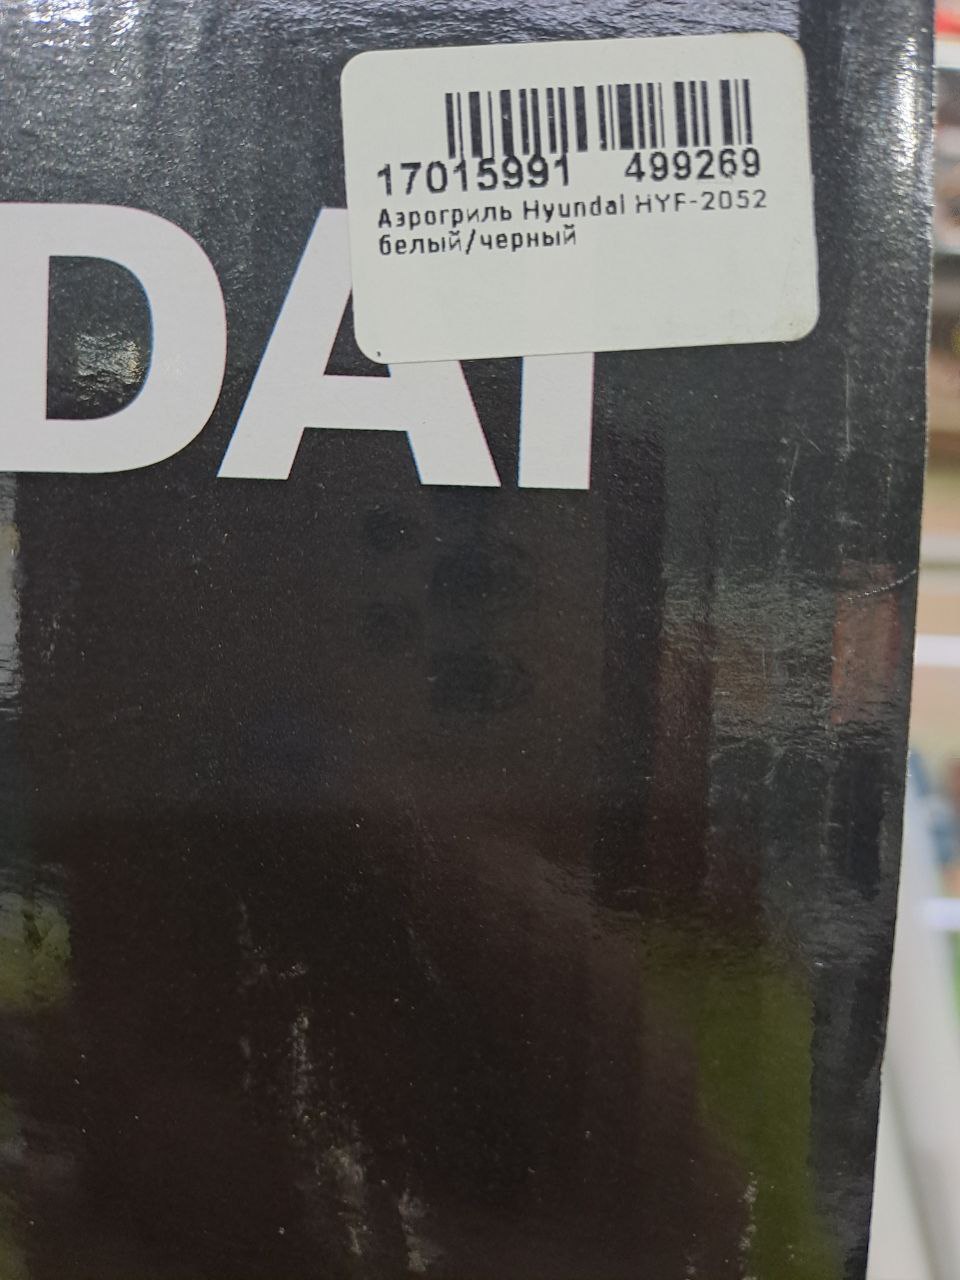 17015991 499269
Аэрогриль Hyundai HYF-2052
белый/черный
DAI